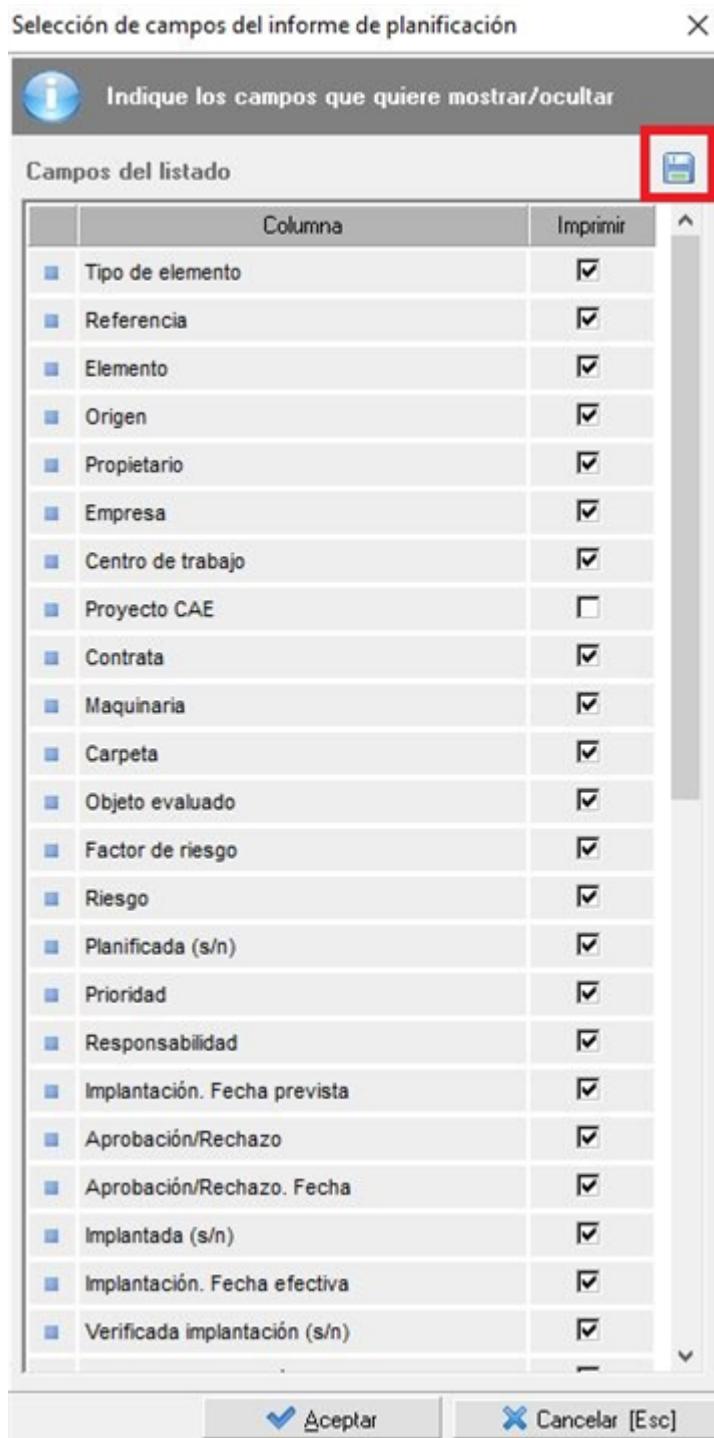 Selección de campos del informe de planificación
Indique los campos que quiere mostrar/ocultar
Campos del listado
Columna Imprimir
Tipo de elemento
Referencia
Elemento
Origen
Propietario
Empresa
Centro de trabajo
Proyecto CAE
Contrata
Maquinaria
Carpeta
Objeto evaluado
Factor de riesgo
Riesgo
Planificada (s/n)
Prioridad
Responsabilidad
Implantación. Fecha prevista
Aprobación/Rechazo
Aprobación/Rechazo. Fecha
Implantada (s/n)
Implantación. Fecha efectiva
Verificada implantación (s/n)
Aceptar Cancelar [Esc]